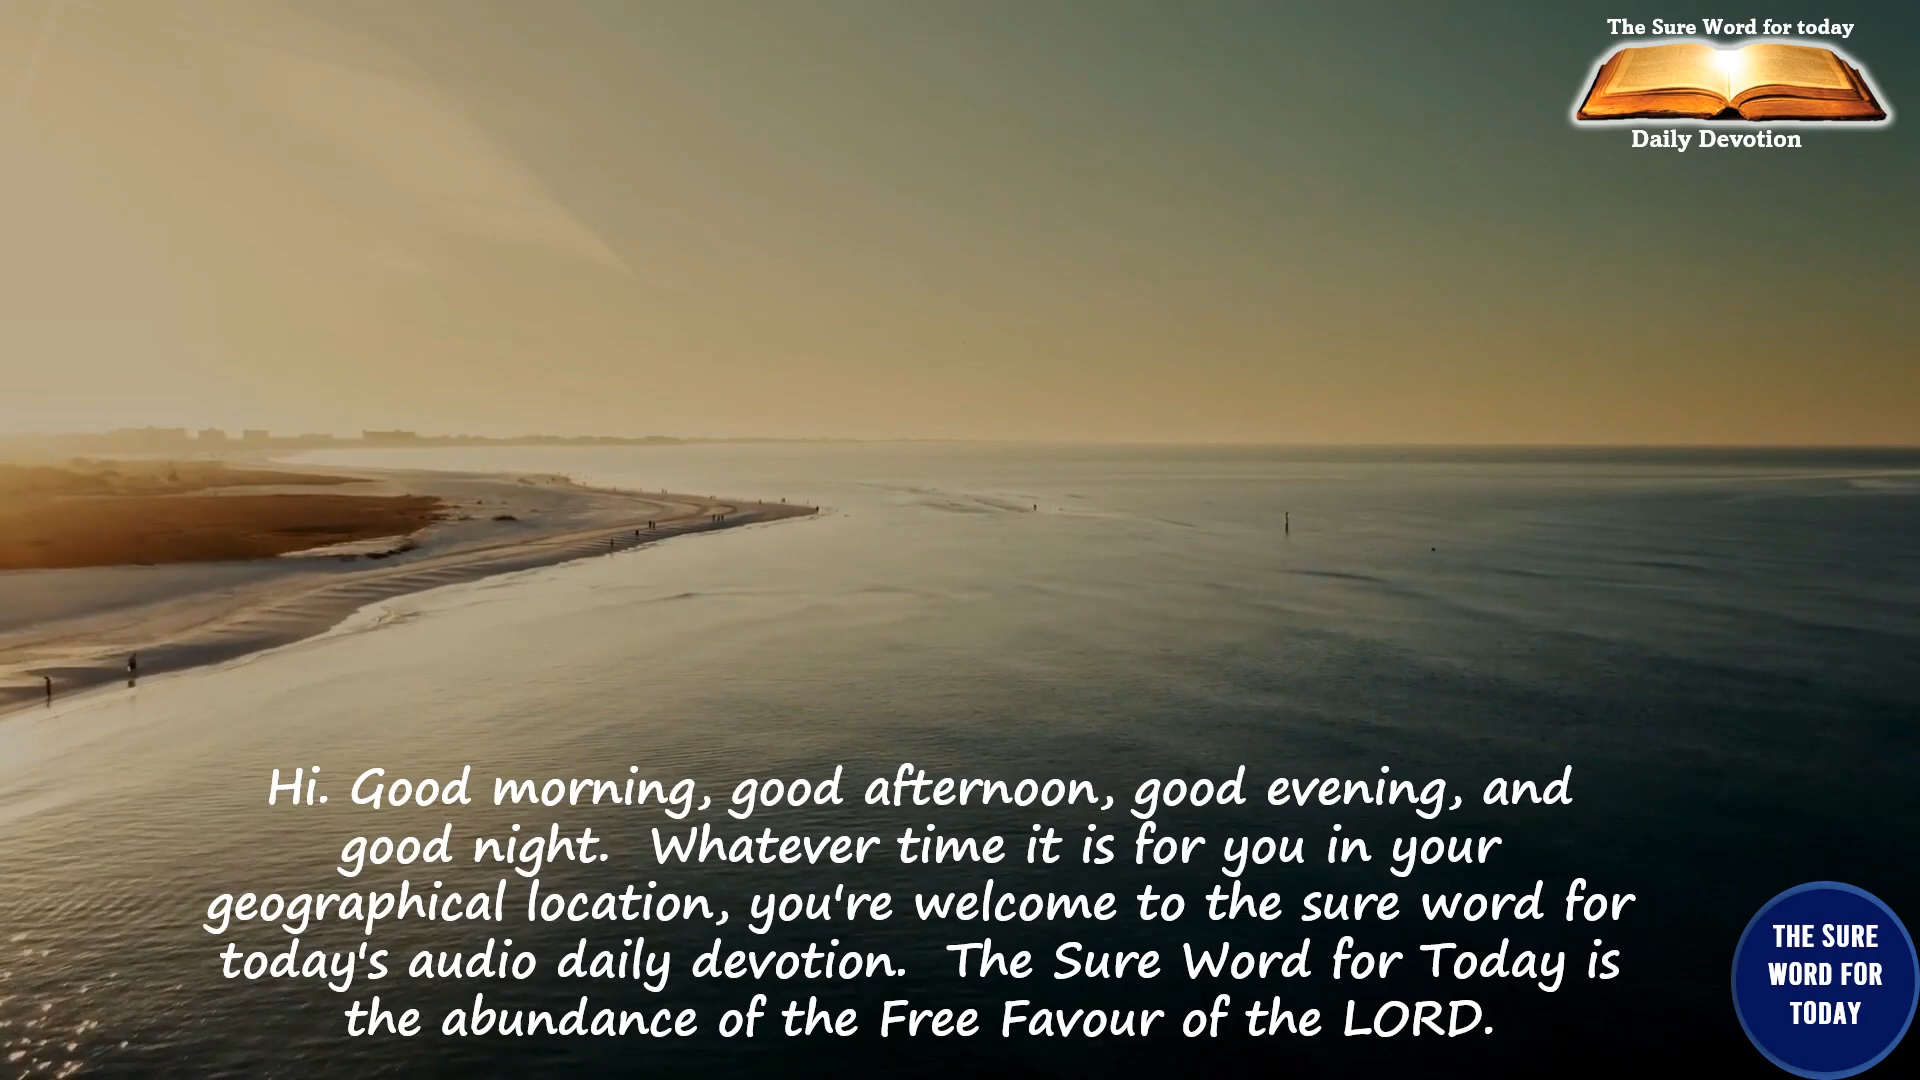 The Sure Word for today
Daily Devotion
Hi. Good morning, good afternoon, good evening, and
good night.  Whatever time it is for you in your
geographical location, you're welcome to the sure word for
today's audio daily devotion.  The Sure Word for Today is
the abundance of the Free Favour of the LORD.
THE SURE
WORD FOR
TODAY